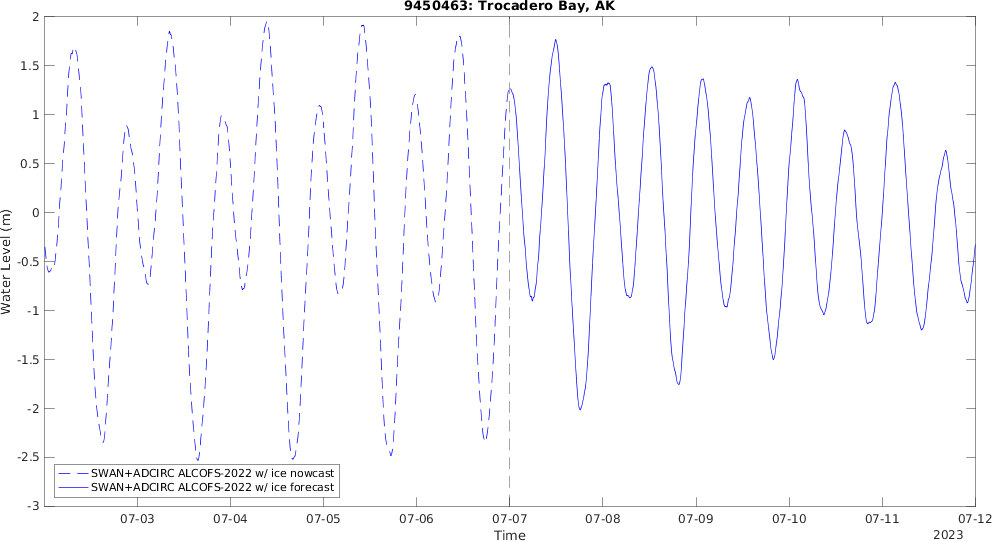 9450463: Trocadero Bay, AK
2
1.5
1
0.5
0
-0.5
-1
-1.5
-2
-2.5
-3
Water Level (m)
SWAN+ADCIRC ALCOFS-2022 w/ ice nowcast
SWAN+ADCIRC ALCOFS-2022 w/ ice forecast
07-03 07-04 07-05 07-06 07-07 07-08 07-09 07-10 07-11 07-12
Time
2023